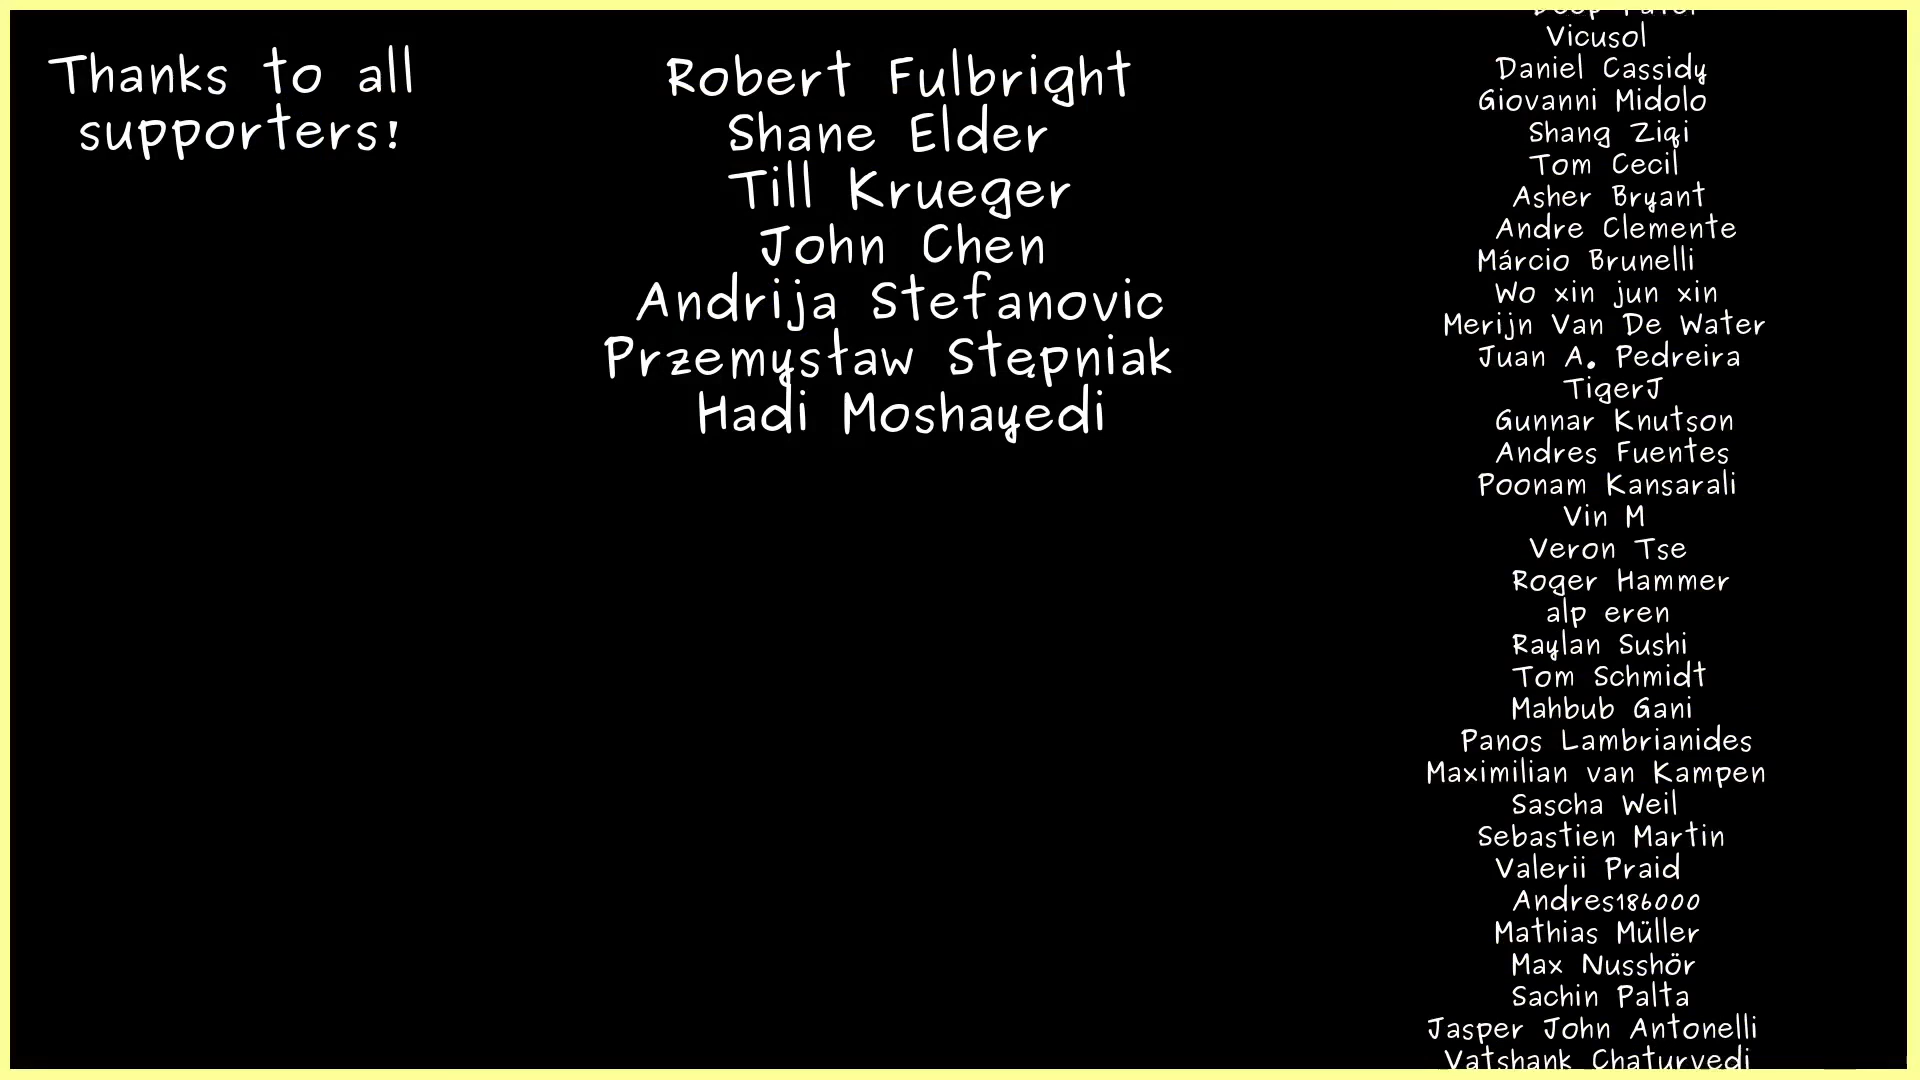 Thanks to all
supporters!
Robert Fulbright
Shane Elder
Till Krueger
John Chen
Andrija Stefanovic
Przemysław Stępniak
Hadi Moshayedi
Vicusol
Daniel Cassidy
Giovanni Midolo
Shang Ziqi
Tom Cecil
Asher Bryant
Andre Clemente
Márcio Brunelli
Wo xin jun xin
Merijn Van De Water
Juan A. Pedreira
TigerJ
Gunnar Knutson
Andres Fuentes
Poonam Kansarali
Vin M
Veron Tse
Roger Hammer
alp eren
Raylan Sushi
Tom Schmidt
Mahbub Gani
Panos Lambrianides
Maximilian van Kampen
Sascha Weil
Sebastien Martin
Valerii Praid
Andres186000
Mathias Müller
Max Nusshör
Sachin Palta
Jasper John Antonelli
Vatshank Chaturvedi